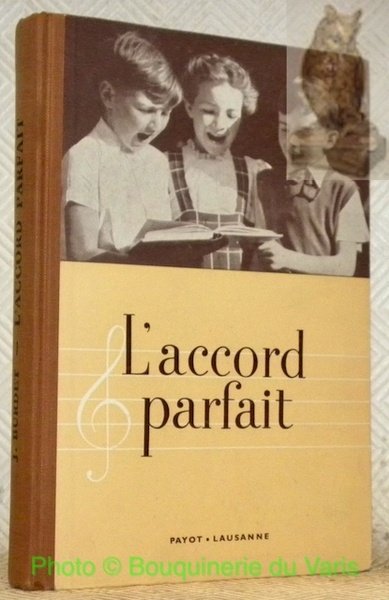 J. BURDET – L'ACCORD PARFAIT
L'accord
parfait
PAYOT • LAUSANNE
Photo © Bouquinerie du Varis